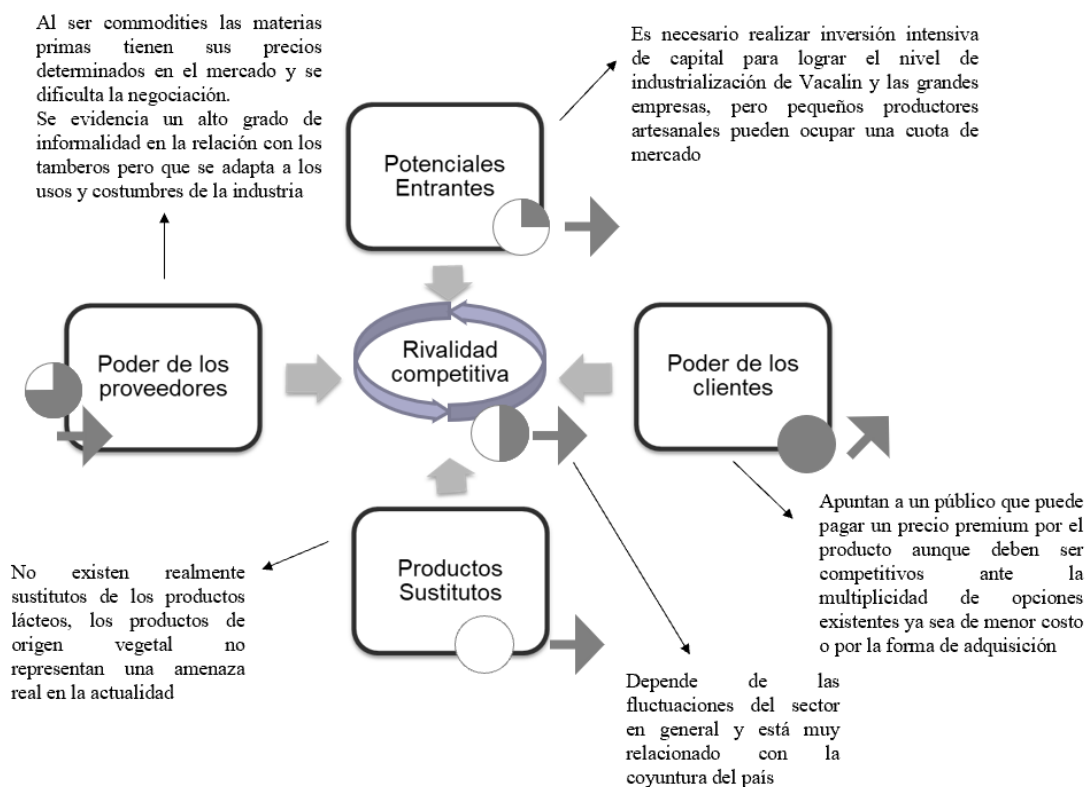 Al ser commodities las materias
primas tienen sus precios
determinados en el mercado y se
dificulta la negociación.
Se evidencia un alto grado de
informalidad en la relación con los
tamberos pero que se adapta a los
usos y costumbres de la industria
Es necesario realizar inversión intensiva
de capital para lograr el nivel de
industrialización de Vacalin y las grandes
empresas, pero pequeños productores
artesanales pueden ocupar una cuota de
mercado
Potenciales
Entrantes
Poder de los
proveedores
Rivalidad
competitiva
Poder de los
clientes
Productos
Sustitutos
No existen realmente
sustitutos de los productos
lácteos, los productos de
origen vegetal no
representan una amenaza
real en la actualidad
Apuntan a un público que puede
pagar un precio premium por el
producto aunque deben ser
competitivos ante la
multiplicidad de opciones
existentes ya sea de menor costo
o por la forma de adquisición
Depende de las
fluctuaciones del sector
en general y está muy
relacionado con la
coyuntura del país